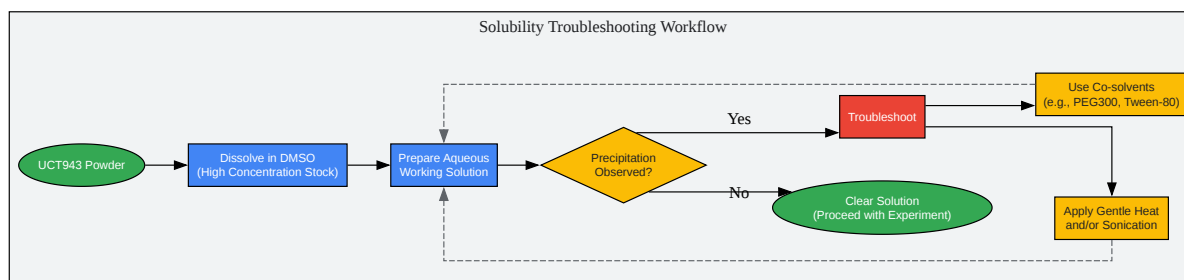 Solubility Troubleshooting Workflow
UCT943 Powder
Dissolve in DMSO
(High Concentration Stock)
Prepare Aqueous
Working Solution
Precipitation
Observed?
Yes
No
Troubleshoot
Clear Solution
(Proceed with Experiment)
Use Co-solvents
(e.g., PEG300, Tween-80)
Apply Gentle Heat
and/or Sonication